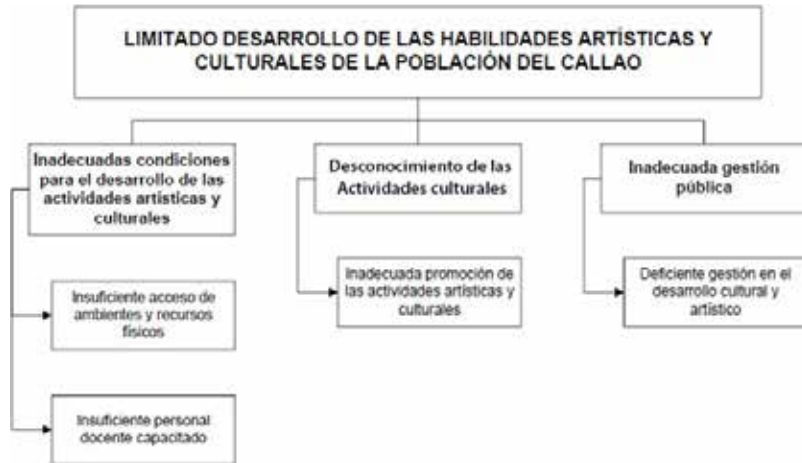 LIMITADO DESARROLLO DE LAS HABILIDADES ARTÍSTICAS Y
CULTURALES DE LA POBLACIÓN DEL CALLAO
Inadecuadas condiciones
para el desarrollo de las
actividades artísticas y
culturales
Insuficiente acceso de
ambientes y recursos
físicos
Insuficiente personal
docente capacitado
Desconocimiento de las
Actividades culturales
Inadecuada promoción de
las actividades artísticas y
culturales
Inadecuada gestión
pública
Deficiente gestión en el
desarrollo cultural y
artístico